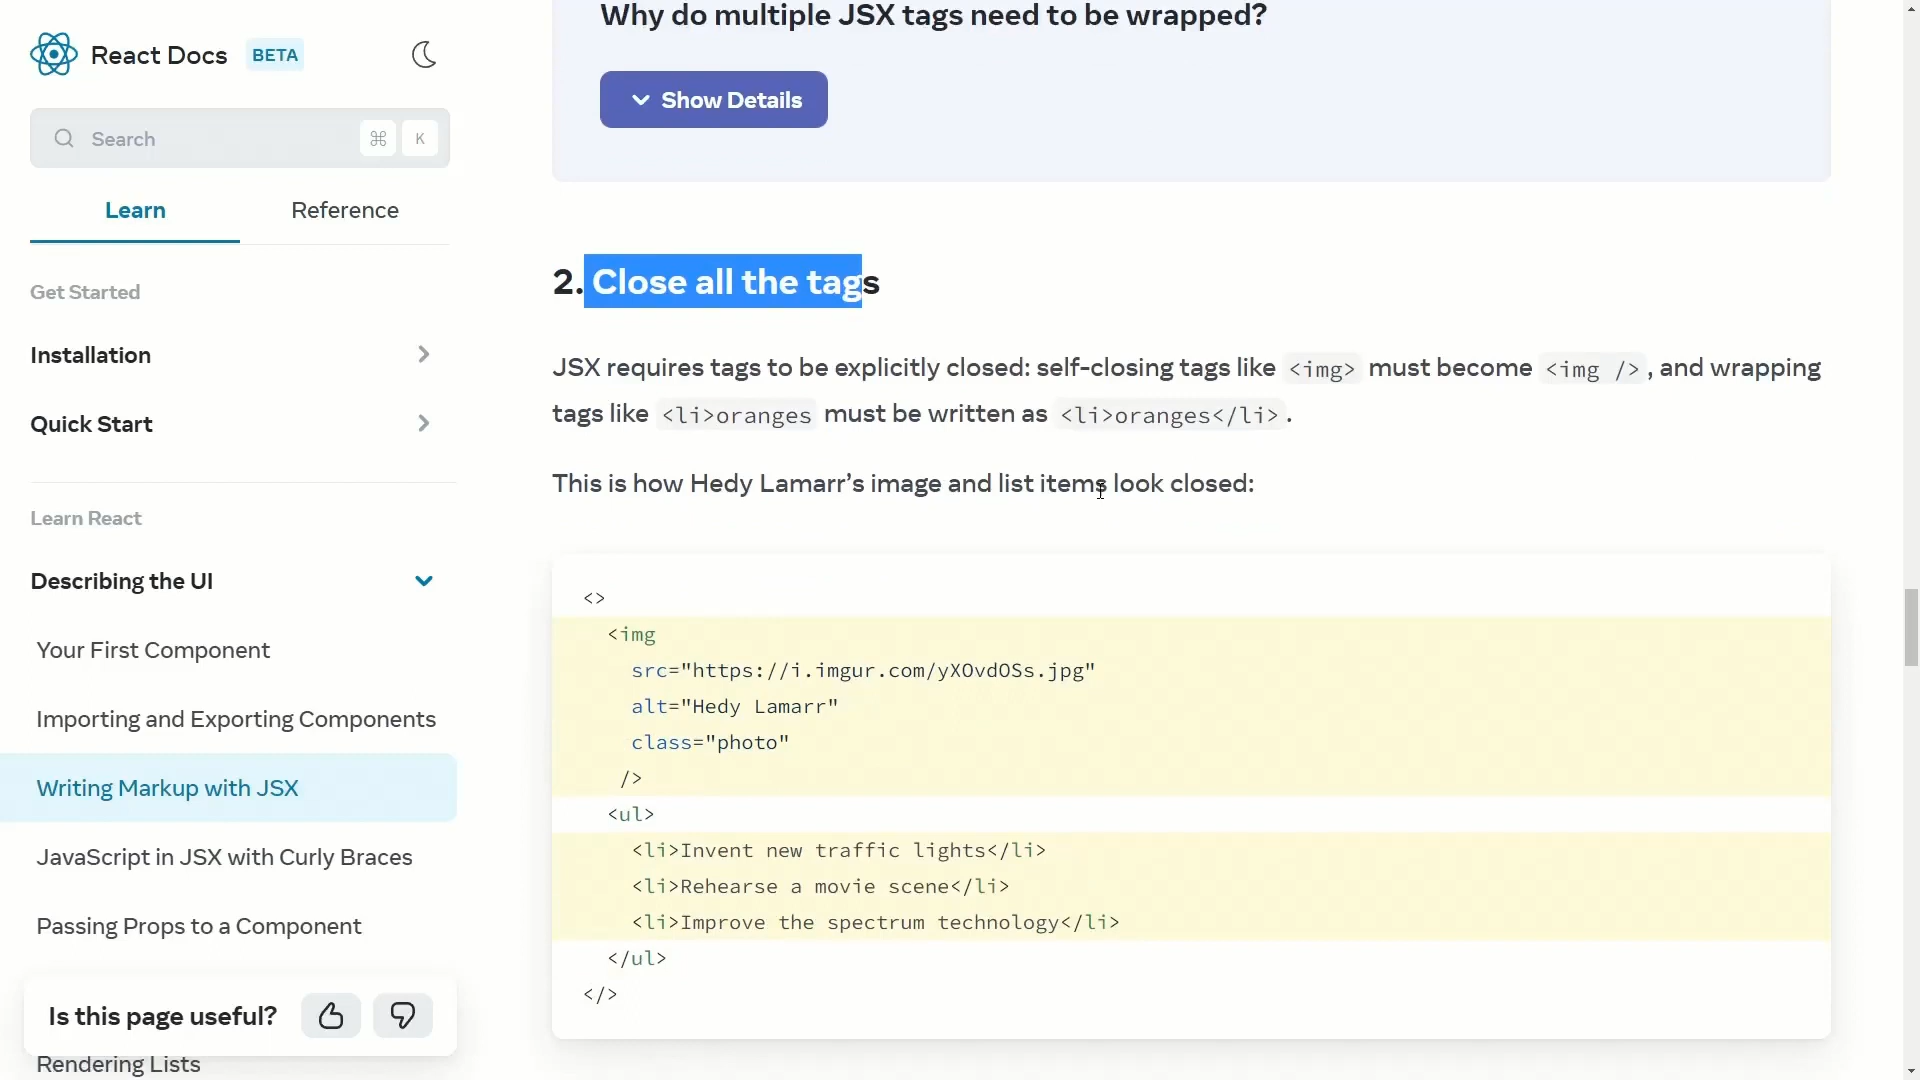 React Docs BETA
Search ⌘ K
Learn Reference
Get Started
Installation
Quick Start
Learn React
Describing the UI
Your First Component
Importing and Exporting Components
Writing Markup with JSX
JavaScript in JSX with Curly Braces
Passing Props to a Component
Is this page useful?
Rendering Lists
Why do multiple JSX tags need to be wrapped?
Show Details
2. Close all the tags
JSX requires tags to be explicitly closed: self-closing tags like <img> must become <img />, and wrapping
tags like <li>oranges must be written as <li>oranges</li>.
This is how Hedy Lamarr’s image and list items look closed:
<>
<img
src="https://i.imgur.com/yXOvdOSs.jpg"
alt="Hedy Lamarr"
class="photo"
/>
<ul>
<li>Invent new traffic lights</li>
<li>Rehearse a movie scene</li>
<li>Improve the spectrum technology</li>
</ul>
</>